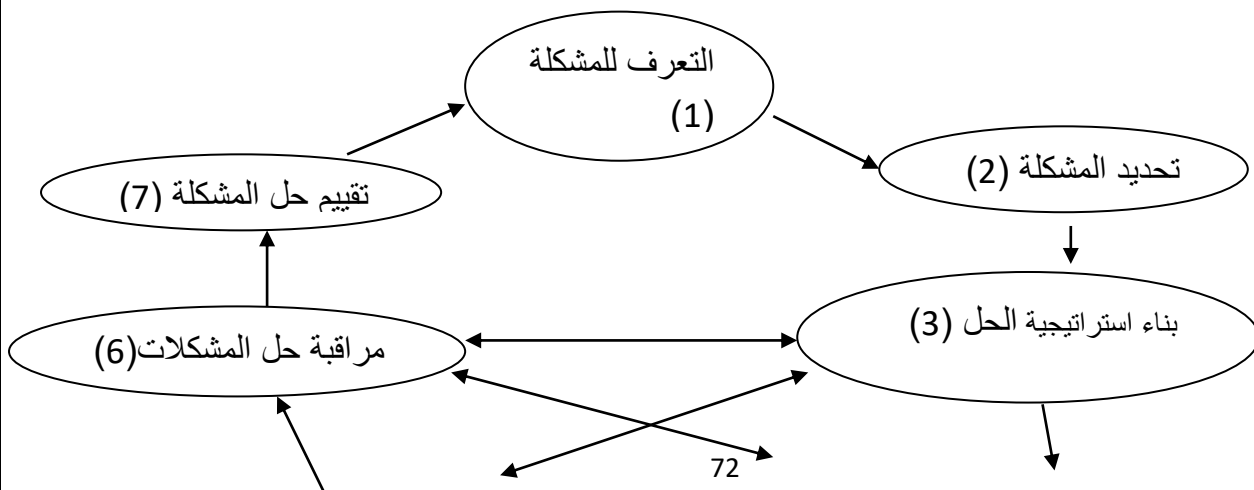 التعرف للمشكلة
(1)
تحديد المشكلة (2)
تقييم حل المشكلة (7)
بناء استراتيجية الحل (3)
مراقبة حل المشكلات(6)
72